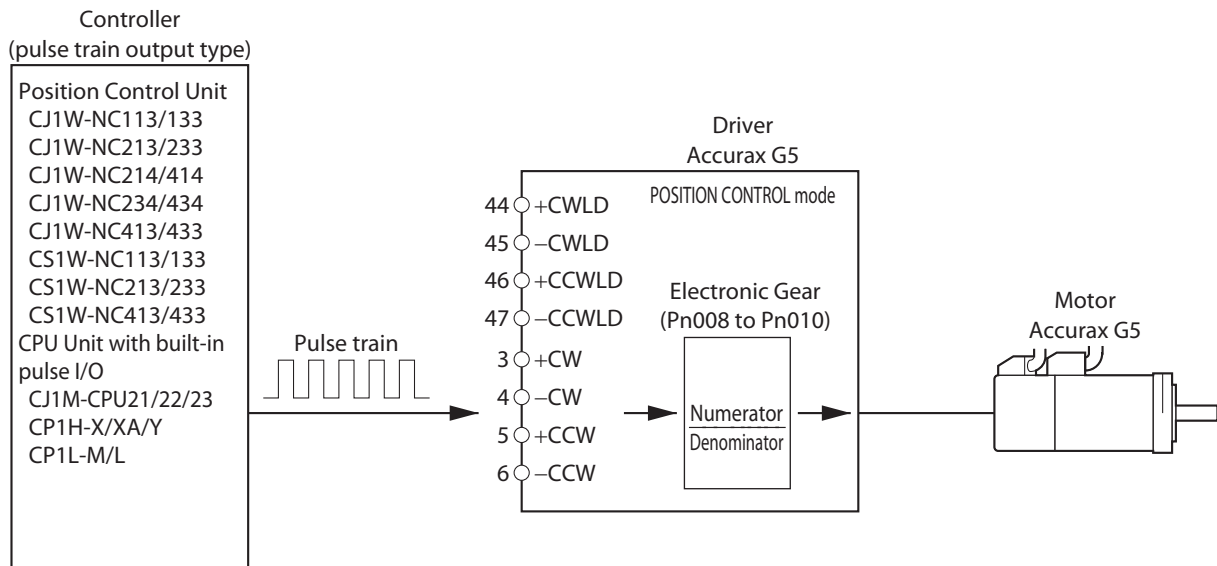 Controller
(pulse train output type)
Position Control Unit
CJ1W-NC113/133
CJ1W-NC213/233
CJ1W-NC214/414
CJ1W-NC234/434
CJ1W-NC413/433
CS1W-NC113/133
CS1W-NC213/233
CS1W-NC413/433
CPU Unit with built-in
pulse I/O
CJ1M-CPU21/22/23
CP1H-X/XA/Y
CP1L-M/L
Pulse train
Driver
Accurax G5
POSITION CONTROL mode
44 +CWLD
45 −CWLD
46 +CCWLD
47 −CCWLD
3 +CW
4 −CW
5 +CCW
6 −CCW
Electronic Gear
(Pn008 to Pn010)
Numerator
Denominator
Motor
Accurax G5